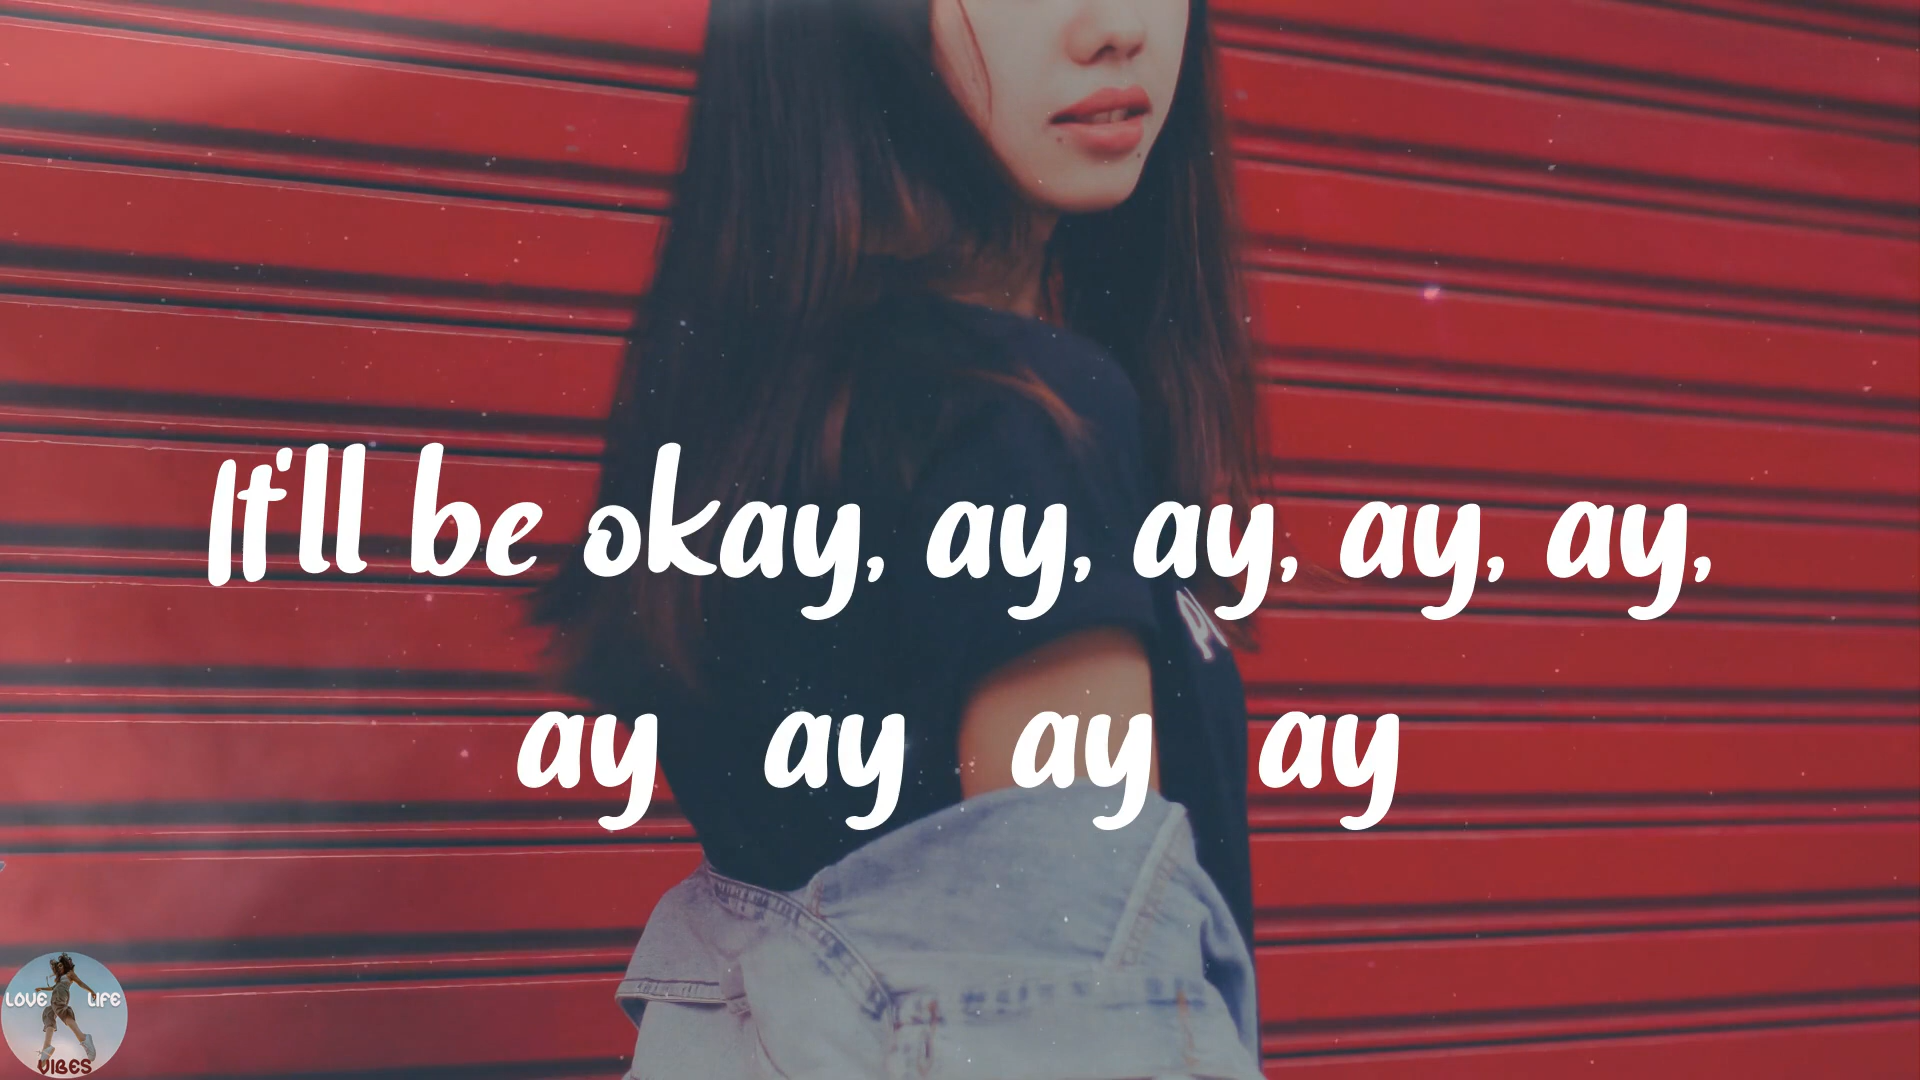 It'll be okay, ay, ay, ay, ay,
ay ay ay ay
LOVE LIFE
VIBES